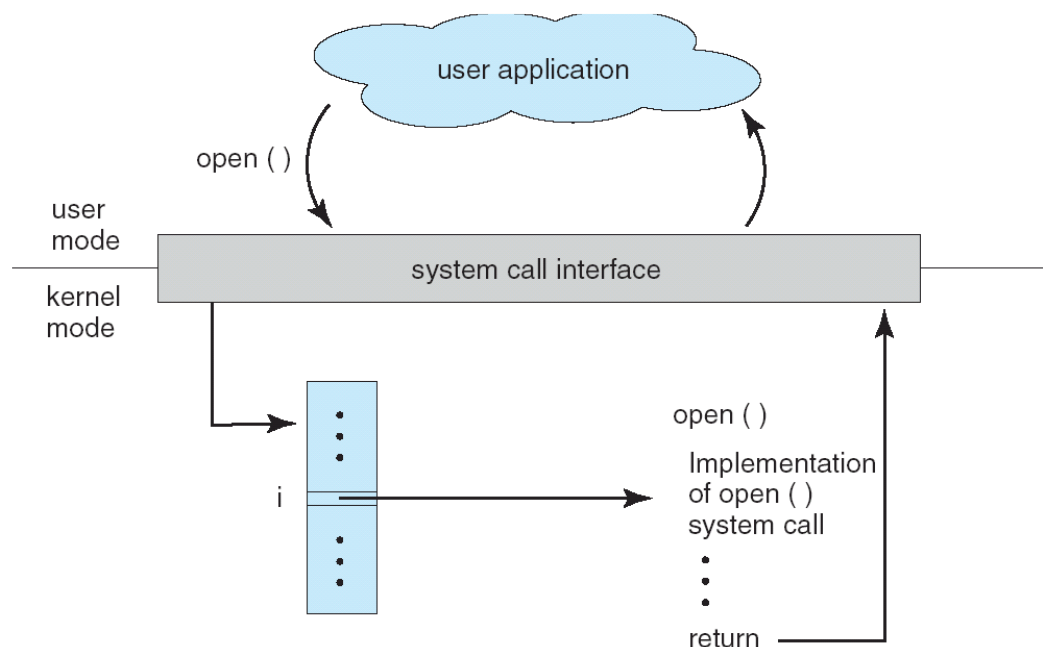 user application
open ( )
user
mode
system call interface
kernel
mode
open ( )
Implementation
i
of open ( )
system call
return